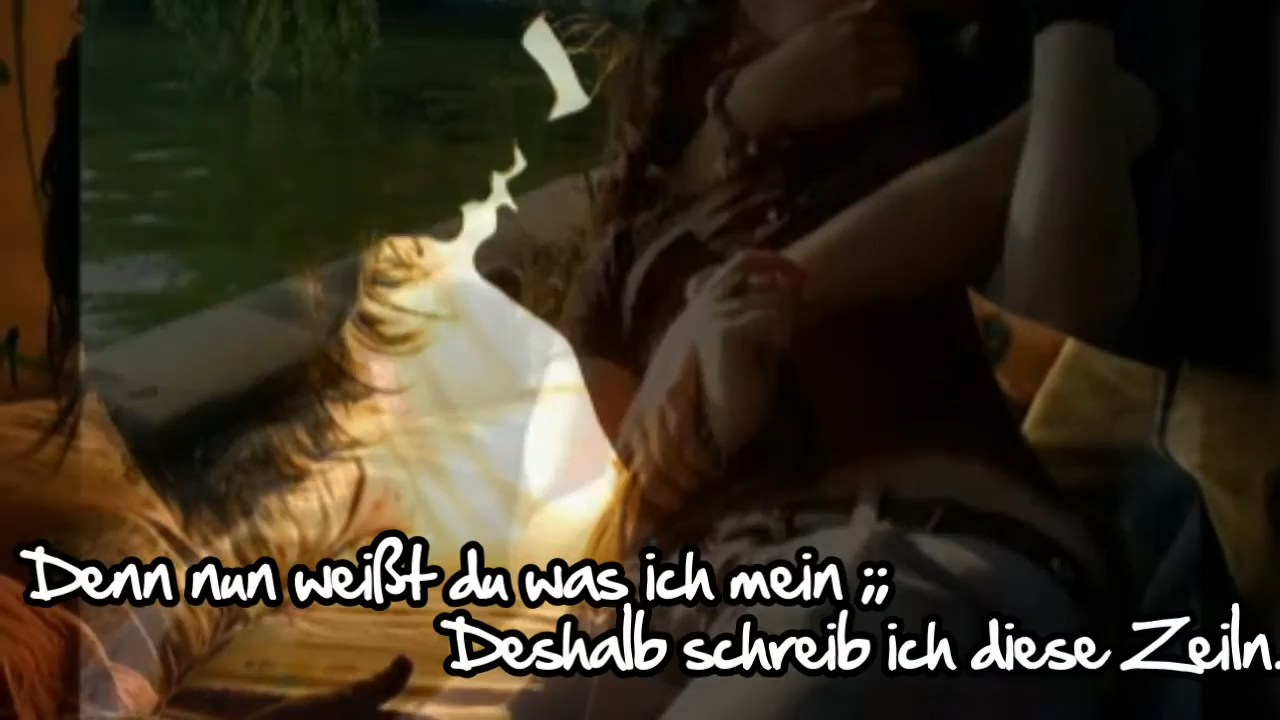 Denn nun weißt du was ich mein ;;
Deshalb schreib ich diese Zeiln.